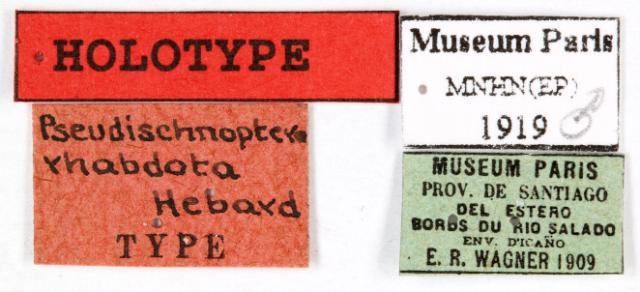 HOLOTYPE
Pseudischnopter
rhabdota
Hebard
TYPE
Museum Paris
MNHN(EP)
1919 ♂
MUSEUM PARIS
PROV. DE SANTIAGO
DEL ESTERO
BORDS DU RIO SALADO
ENV. D'ICAÑO
E. R. WAGNER 1909